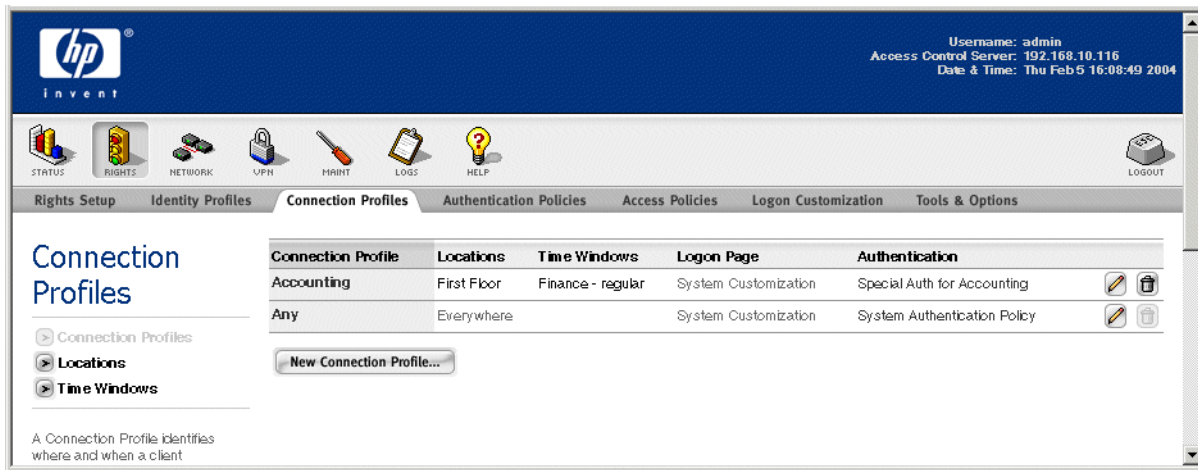 hp
®
invent
Username: admin
Access Control Server: 192.168.10.116
Date & Time: Thu Feb 5 16:08:49 2004
STATUS RIGHTS NETWORK VPN MAINT LOGS HELP LOGOUT
Rights Setup Identity Profiles Connection Profiles Authentication Policies Access Policies Logon Customization Tools & Options
Connection
Profiles
Connection Profiles
Locations
Time Windows
A Connection Profile identifies
where and when a client
Connection Profile Locations Time Windows Logon Page Authentication
Accounting First Floor Finance - regular System Customization Special Auth for Accounting
Any Everywhere System Customization System Authentication Policy
New Connection Profile...